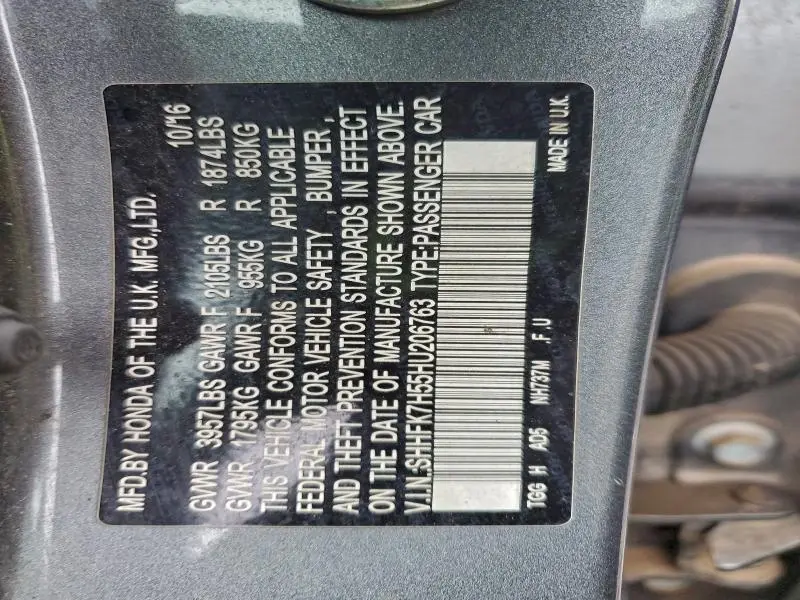 MFD.BY HONDA OF THE U.K. MFG.,LTD. 10/16
GVWR 3957LBS GAWR F 2105LBS R 1874LBS
GVWR 1795KG GAWR F 955KG R 850KG
THIS VEHICLE CONFORMS TO ALL APPLICABLE
FEDERAL MOTOR VEHICLE SAFETY , BUMPER ,
AND THEFT PREVENTION STANDARDS IN EFFECT
ON THE DATE OF MANUFACTURE SHOWN ABOVE.
V.I.N.:SHHFK7H55HU206763 TYPE:PASSENGER CAR
TGG H AD5 NH737M .F .U MADE IN U.K.